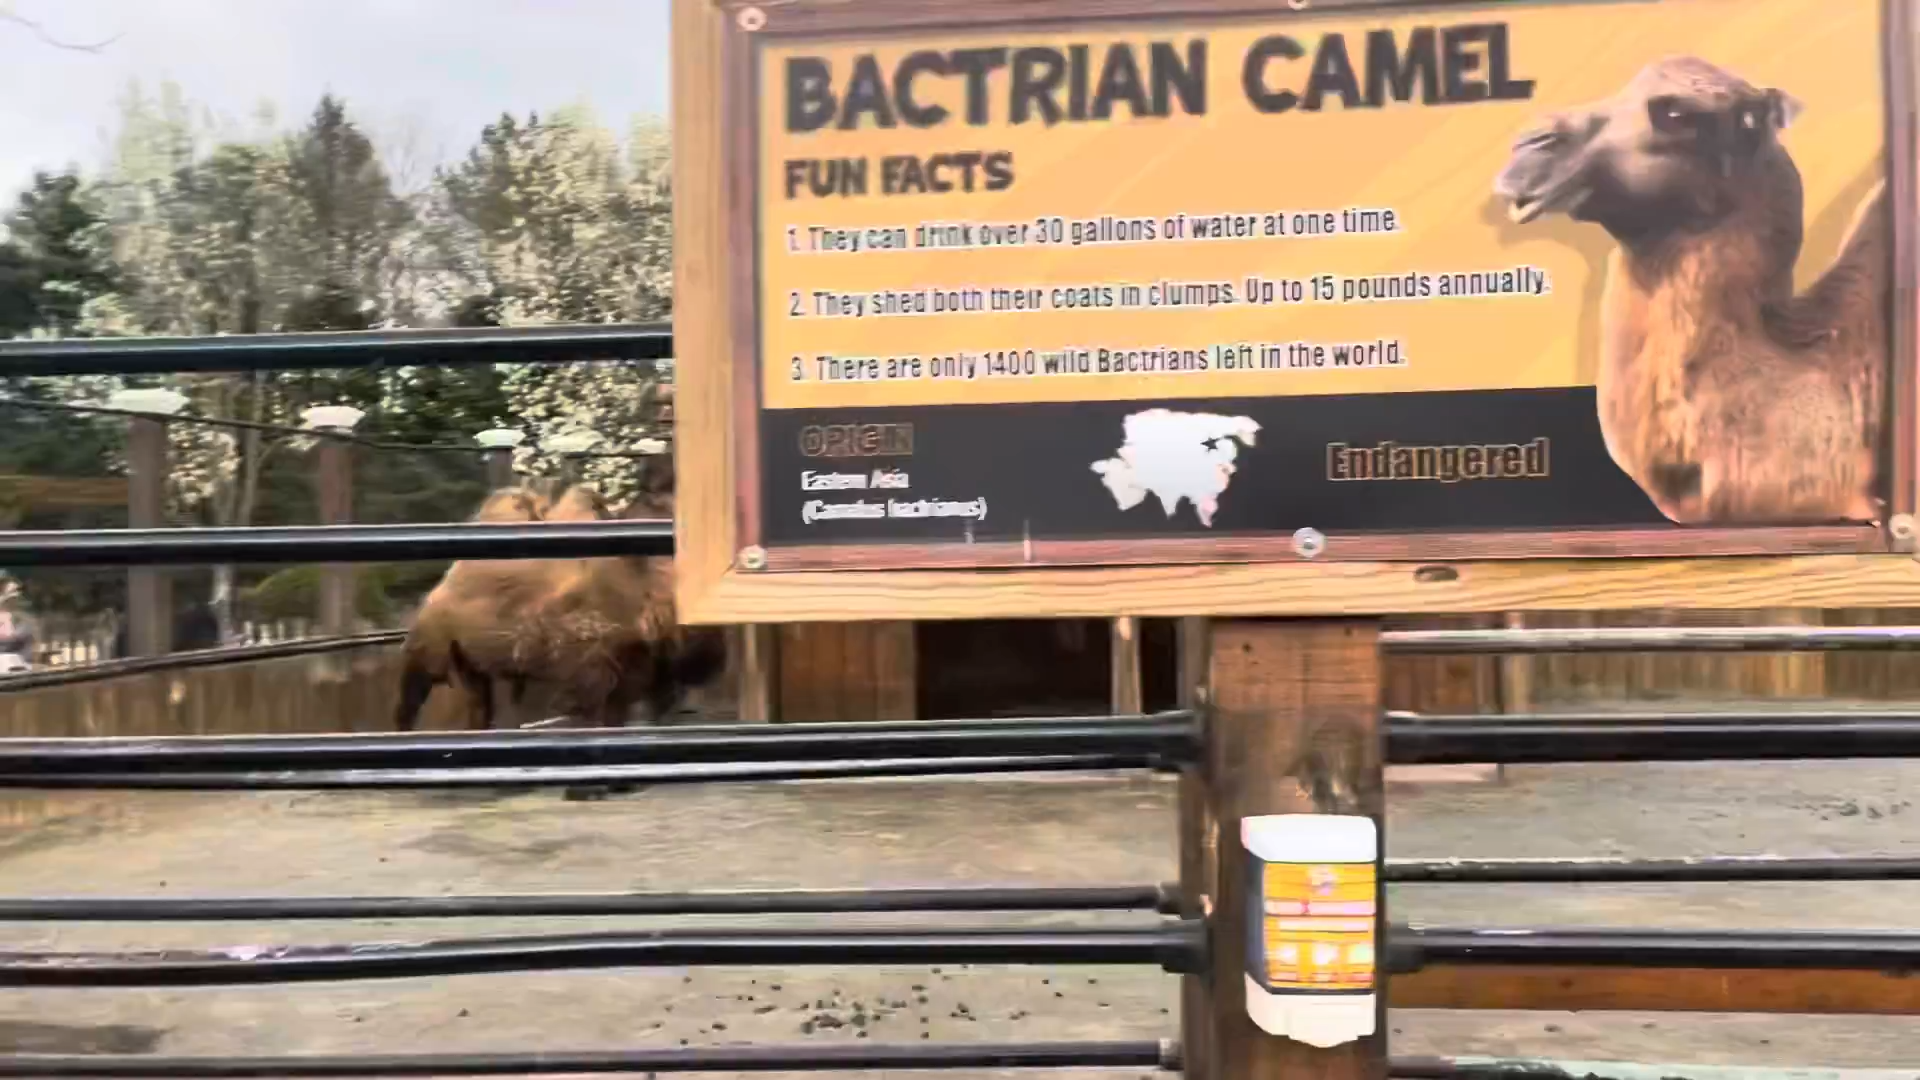 BACTRIAN CAMEL
FUN FACTS
1. They can drink over 30 gallons of water at one time.
2. They shed both their coats in clumps. Up to 15 pounds annually.
3. There are only 1400 wild Bactrians left in the world.
ORIGIN
Eastern Asia
(Camelus bactrianus)
Endangered